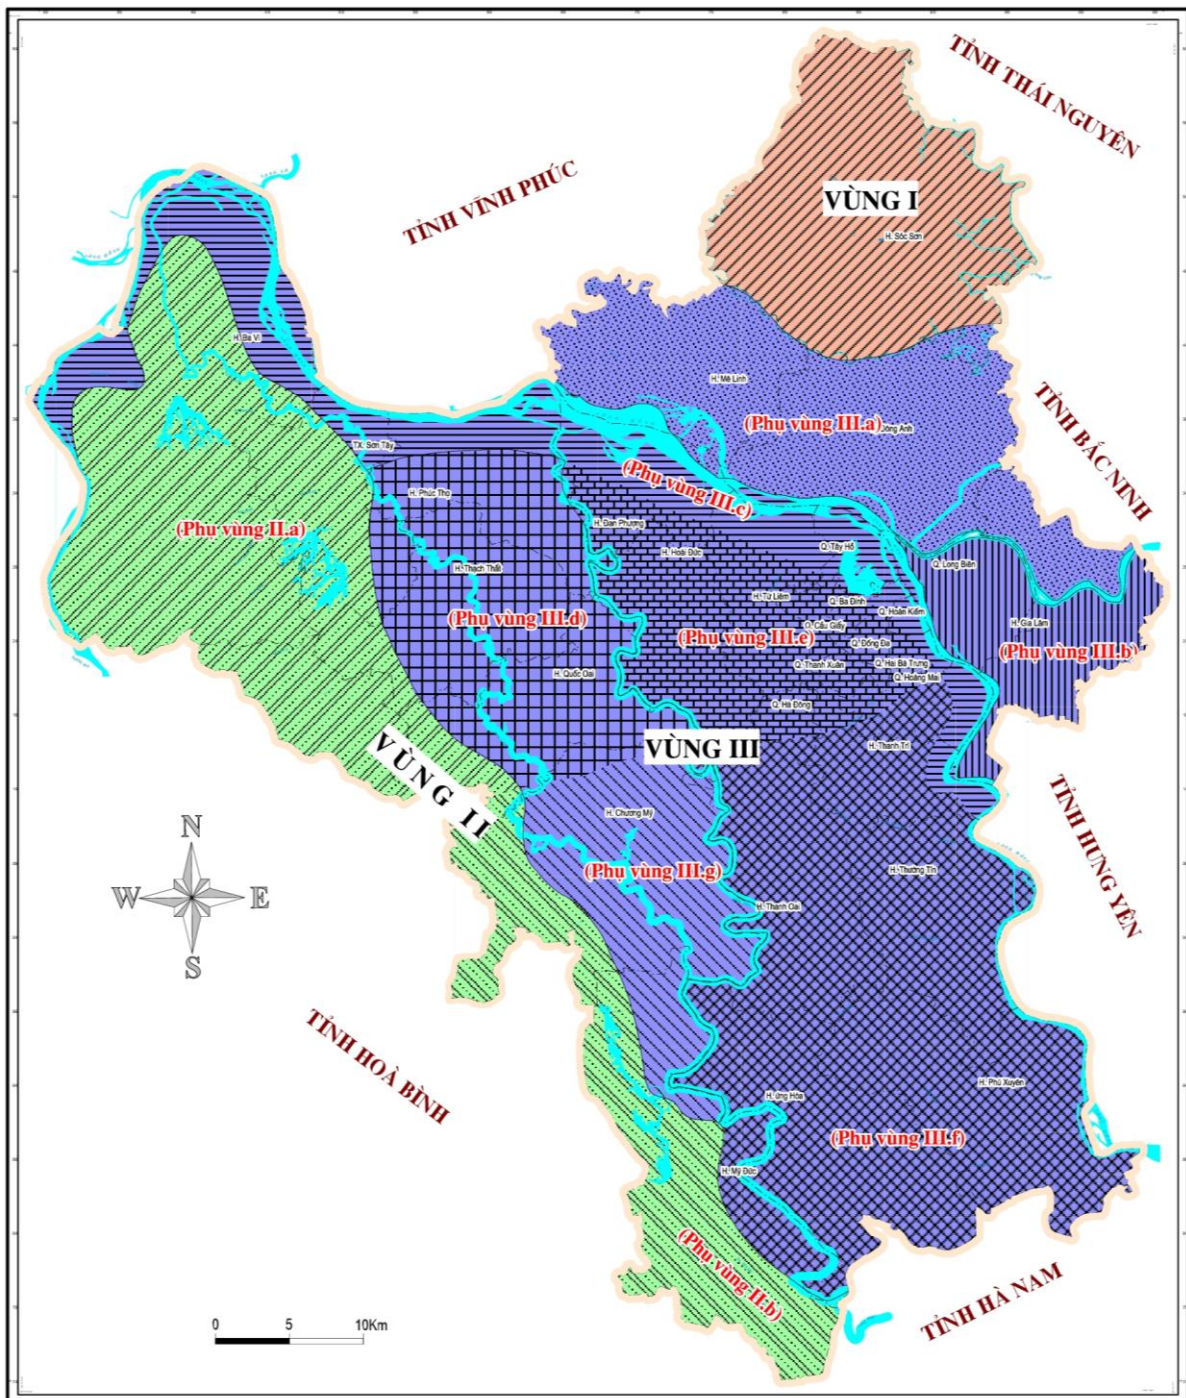 TỈNH THÁI NGUYÊN
TỈNH VĨNH PHÚC
VÙNG I
H. Sóc Sơn
H. Ba Vì
H. Mê Linh
TỈNH BẮC NINH
(Phụ vùng III.a)
Đông Anh
TX. Sơn Tây
(Phụ vùng III.c)
H. Phúc Thọ
(Phụ vùng II.a)
H. Đan Phượng
H. Hoài Đức
Q. Tây Hồ
Q. Long Biên
H. Thạch Thất
H. Từ Liêm
Q. Ba Đình
Q. Hoàn Kiếm
(Phụ vùng III.d)
(Phụ vùng III.e)
Q. Cầu Giấy
H. Gia Lâm
Q. Đống Đa
(Phụ vùng III.b)
H. Quốc Oai
Q. Thanh Xuân
Q. Hai Bà Trưng
Q. Hoàng Mai
Q. Hà Đông
VÙNG II
VÙNG III
H. Thanh Trì
TỈNH HƯNG YÊN
H. Chương Mỹ
(Phụ vùng III.g)
H. Thường Tín
N
W
E
S
H. Thanh Oai
TỈNH HOÀ BÌNH
H. Phú Xuyên
H. Ứng Hòa
(Phụ vùng III.f)
H. Mỹ Đức
(Phụ vùng II.b)
TỈNH HÀ NAM
0 5 10Km